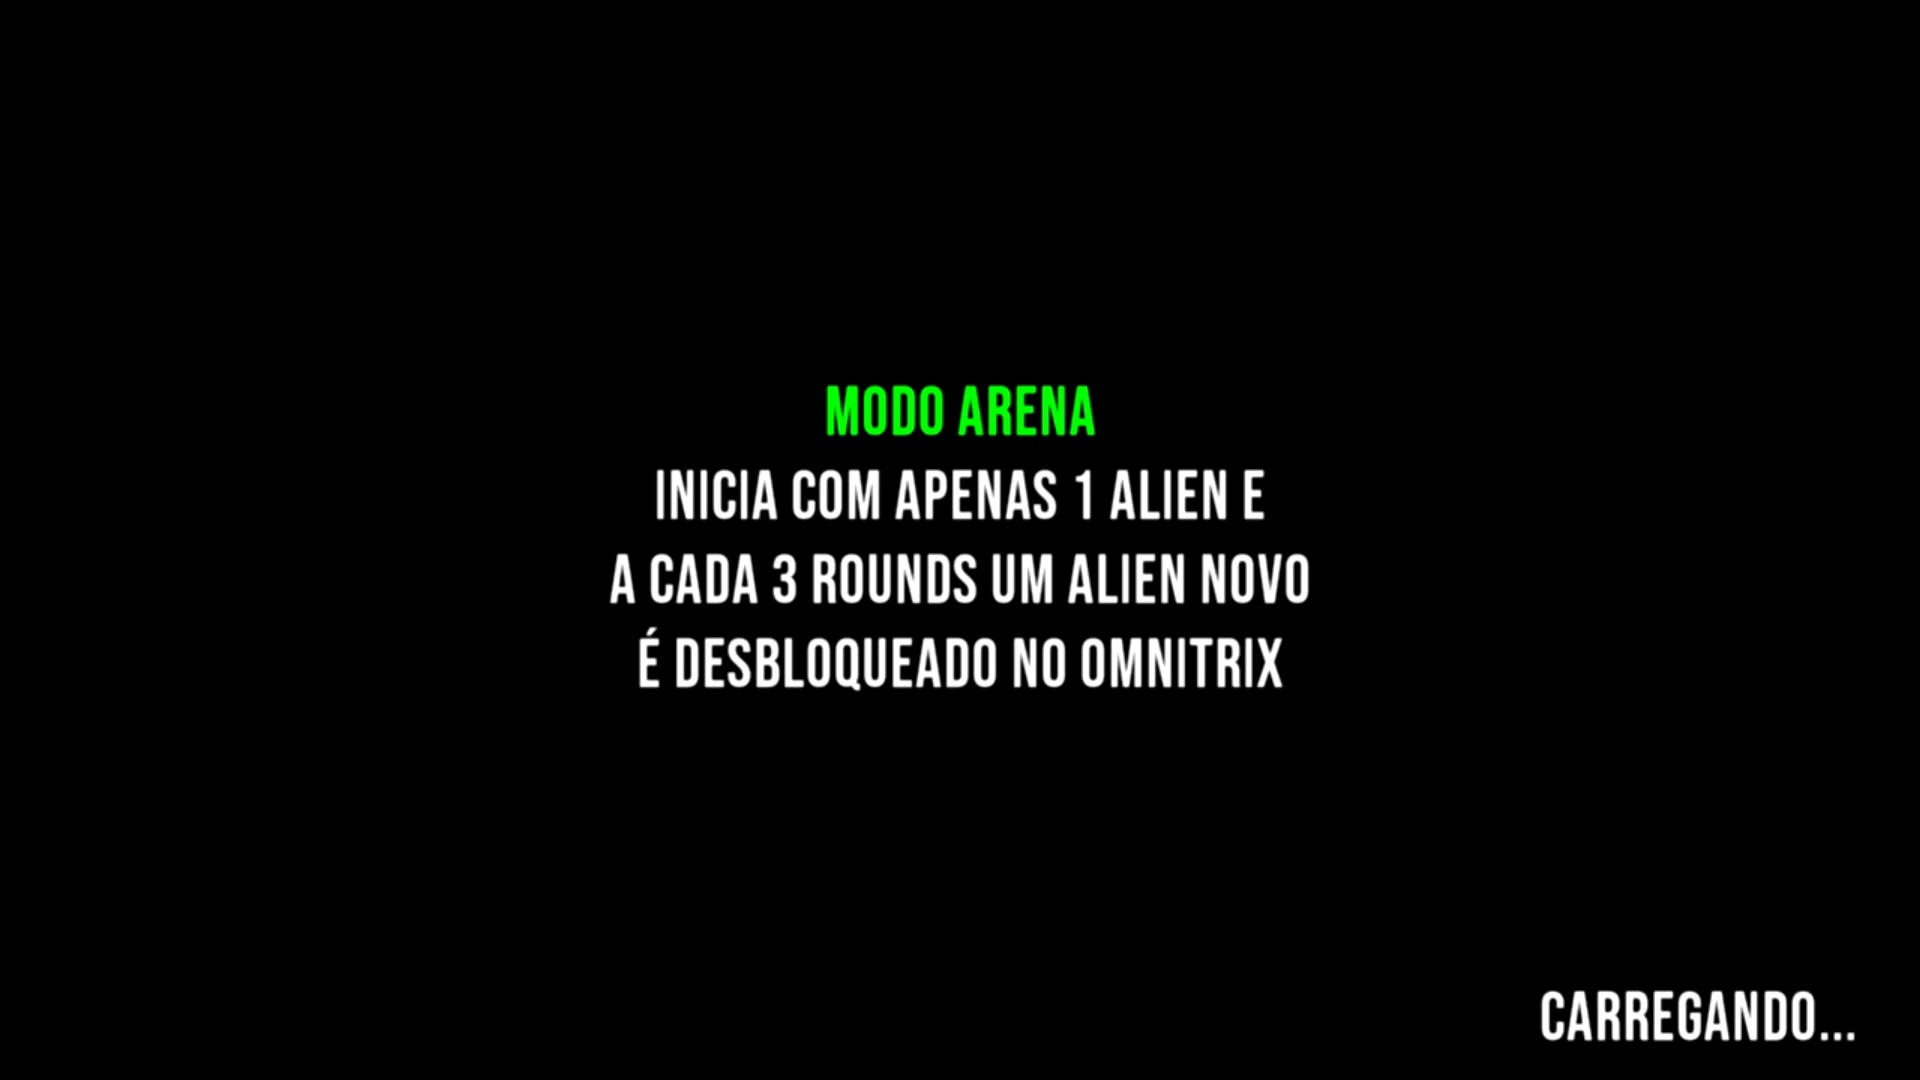 MODO ARENA
INICIA COM APENAS 1 ALIEN E
A CADA 3 ROUNDS UM ALIEN NOVO
É DESBLOQUEADO NO OMNITRIX
CARREGANDO...